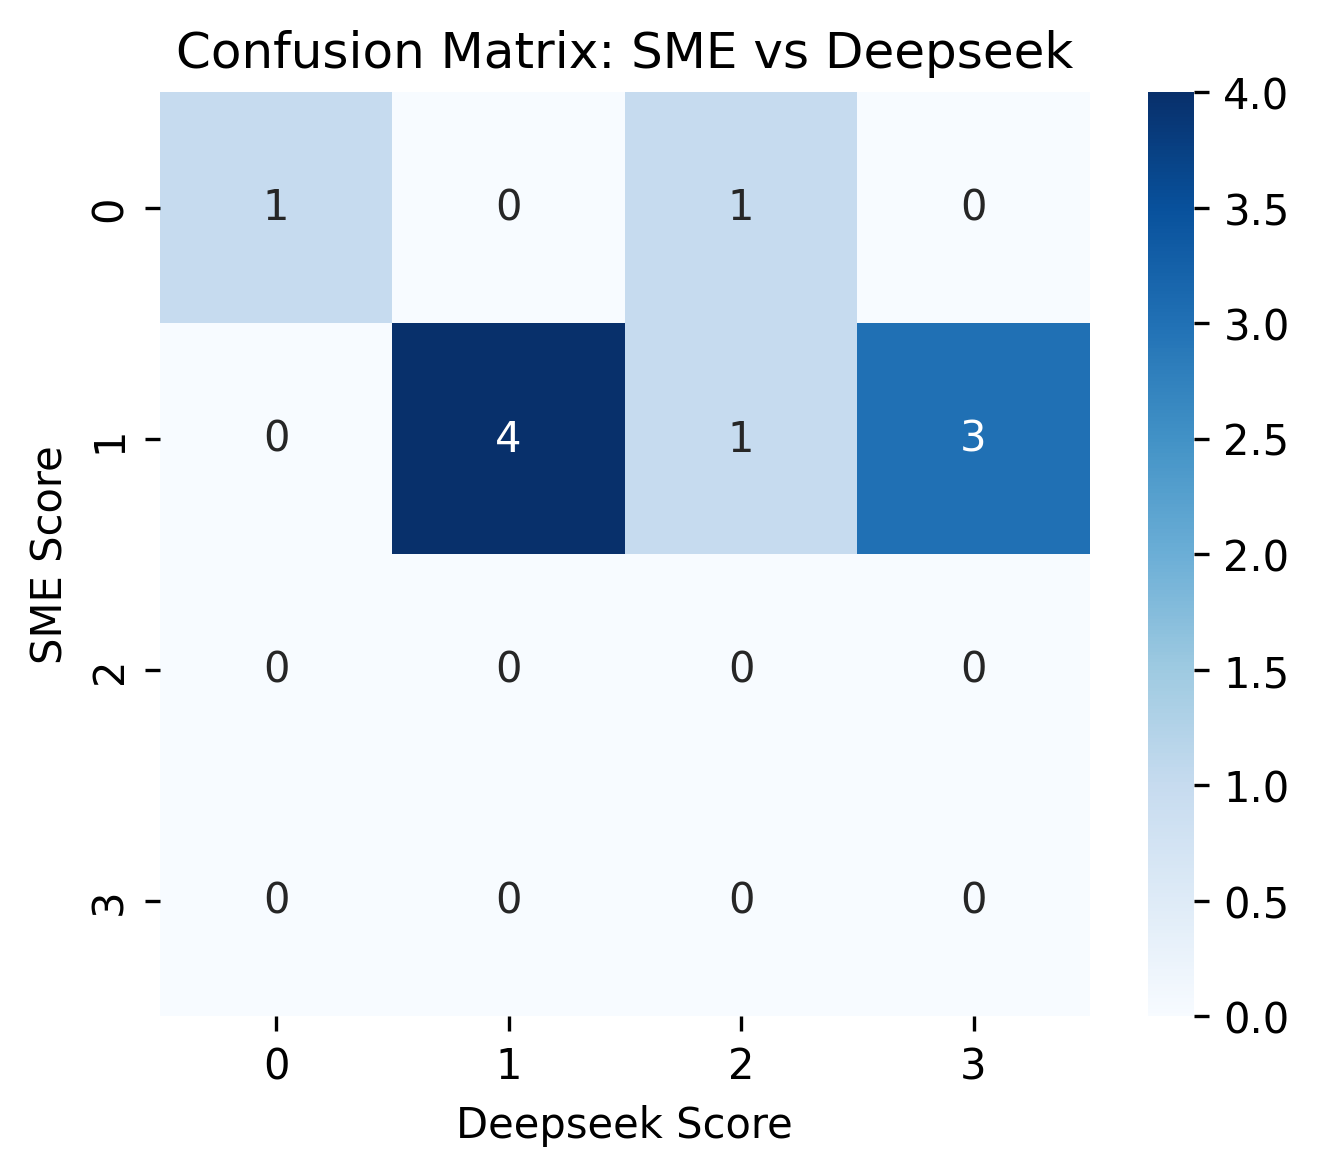 Confusion Matrix: SME vs Deepseek
SME Score
0 1 0 1 0
1 0 4 1 3
2 0 0 0 0
3 0 0 0 0
0 1 2 3
Deepseek Score
4.0
3.5
3.0
2.5
2.0
1.5
1.0
0.5
0.0